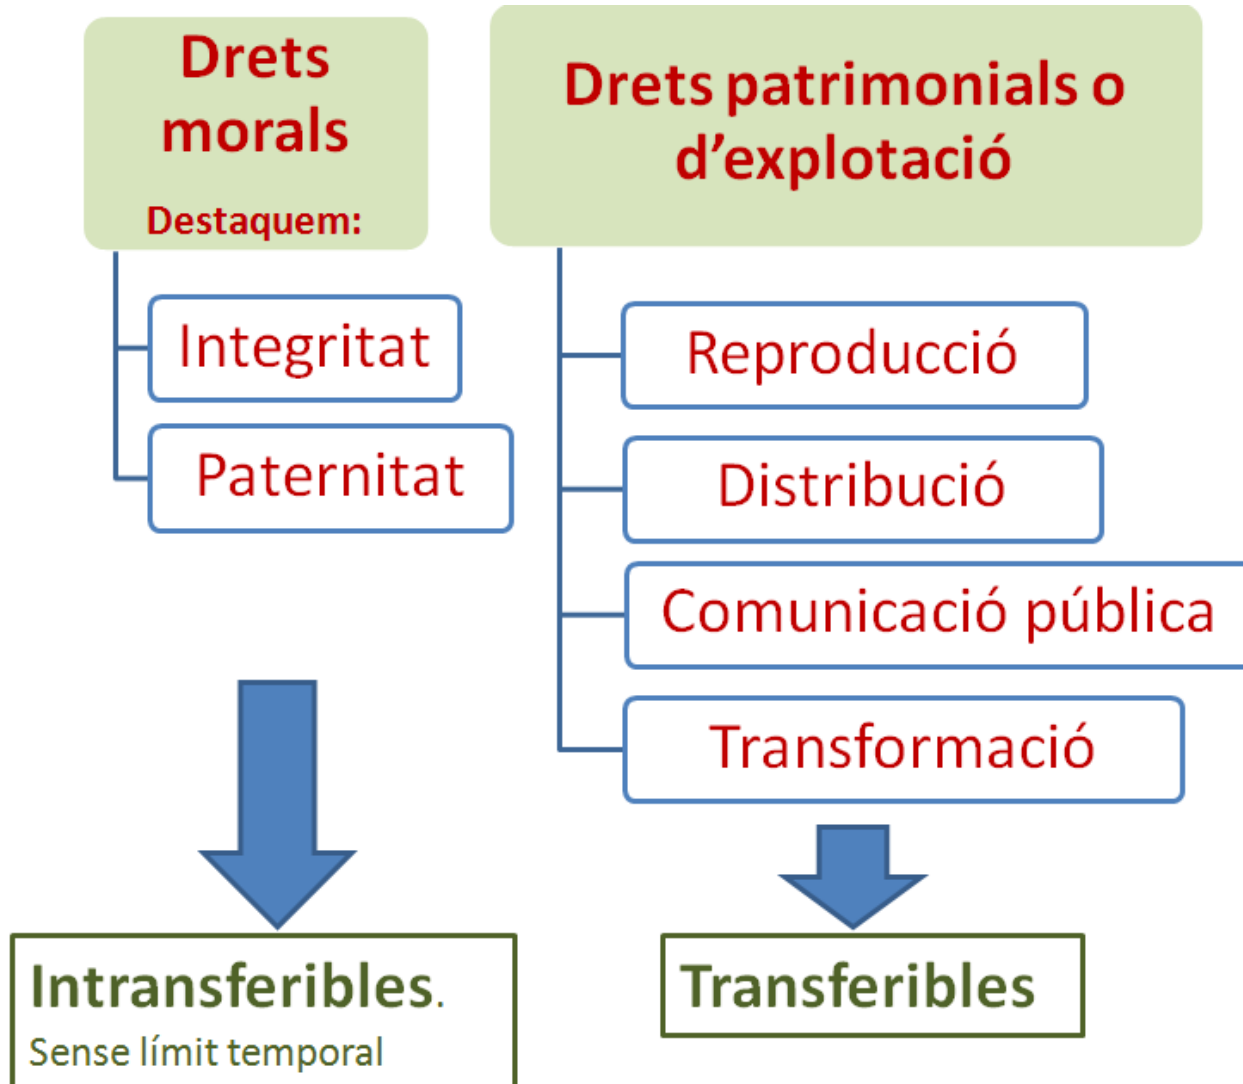 Drets
morals
Destaquem:
Integritat
Paternitat
Intransferibles.
Sense límit temporal
Drets patrimonials o
d’explotació
Reproducció
Distribució
Comunicació pública
Transformació
Transferibles